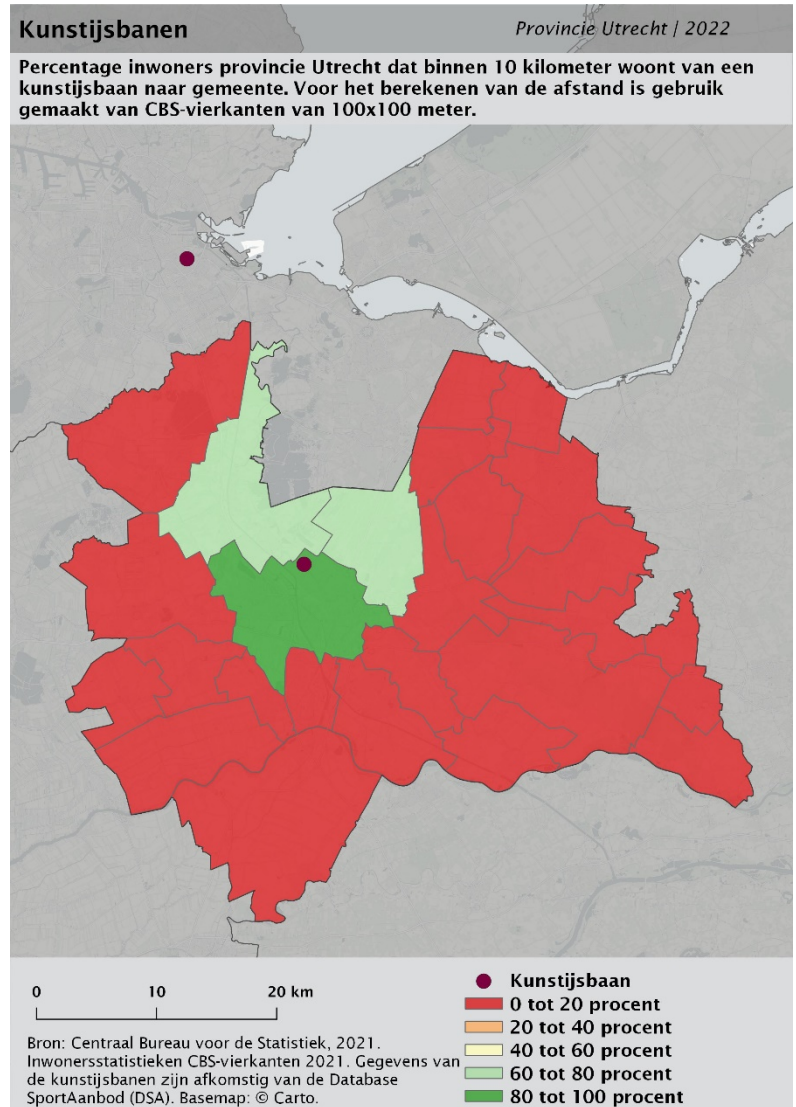 Kunstijsbanen
Provincie Utrecht | 2022
Percentage inwoners provincie Utrecht dat binnen 10 kilometer woont van een
kunstijsbaan naar gemeente. Voor het berekenen van de afstand is gebruik
gemaakt van CBS-vierkanten van 100x100 meter.
0 10 20 km
Bron: Centraal Bureau voor de Statistiek, 2021.
Inwonersstatistieken CBS-vierkanten 2021. Gegevens van
de kunstijsbanen zijn afkomstig van de Database
SportAanbod (DSA). Basemap: © Carto.
Kunstijsbaan
0 tot 20 procent
20 tot 40 procent
40 tot 60 procent
60 tot 80 procent
80 tot 100 procent